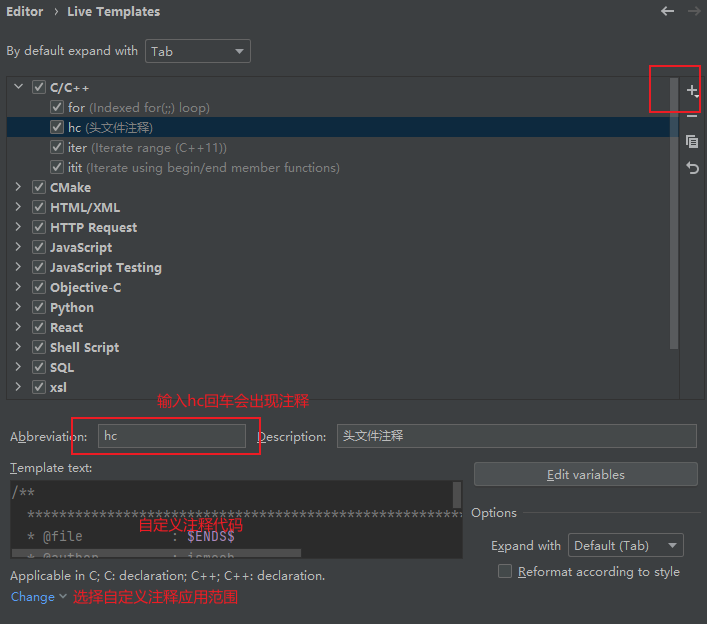 Editor › Live Templates
By default expand with Tab
C/C++
for (Indexed for(;;) loop)
hc (头文件注释)
iter (Iterate range (C++11))
itit (Iterate using begin/end member functions)
CMake
HTML/XML
HTTP Request
JavaScript
JavaScript Testing
Objective-C
Python
React
Shell Script
SQL
xsl
输入hc回车会出现注释
Abbreviation: hc Description: 头文件注释
Template text:
Edit variables
/**
*******************************************************
* @file : $ENDS$
自定义注释代码
Options
Expand with Default (Tab)
Reformat according to style
Applicable in C; C: declaration; C++; C++: declaration.
Change 选择自定义注释应用范围